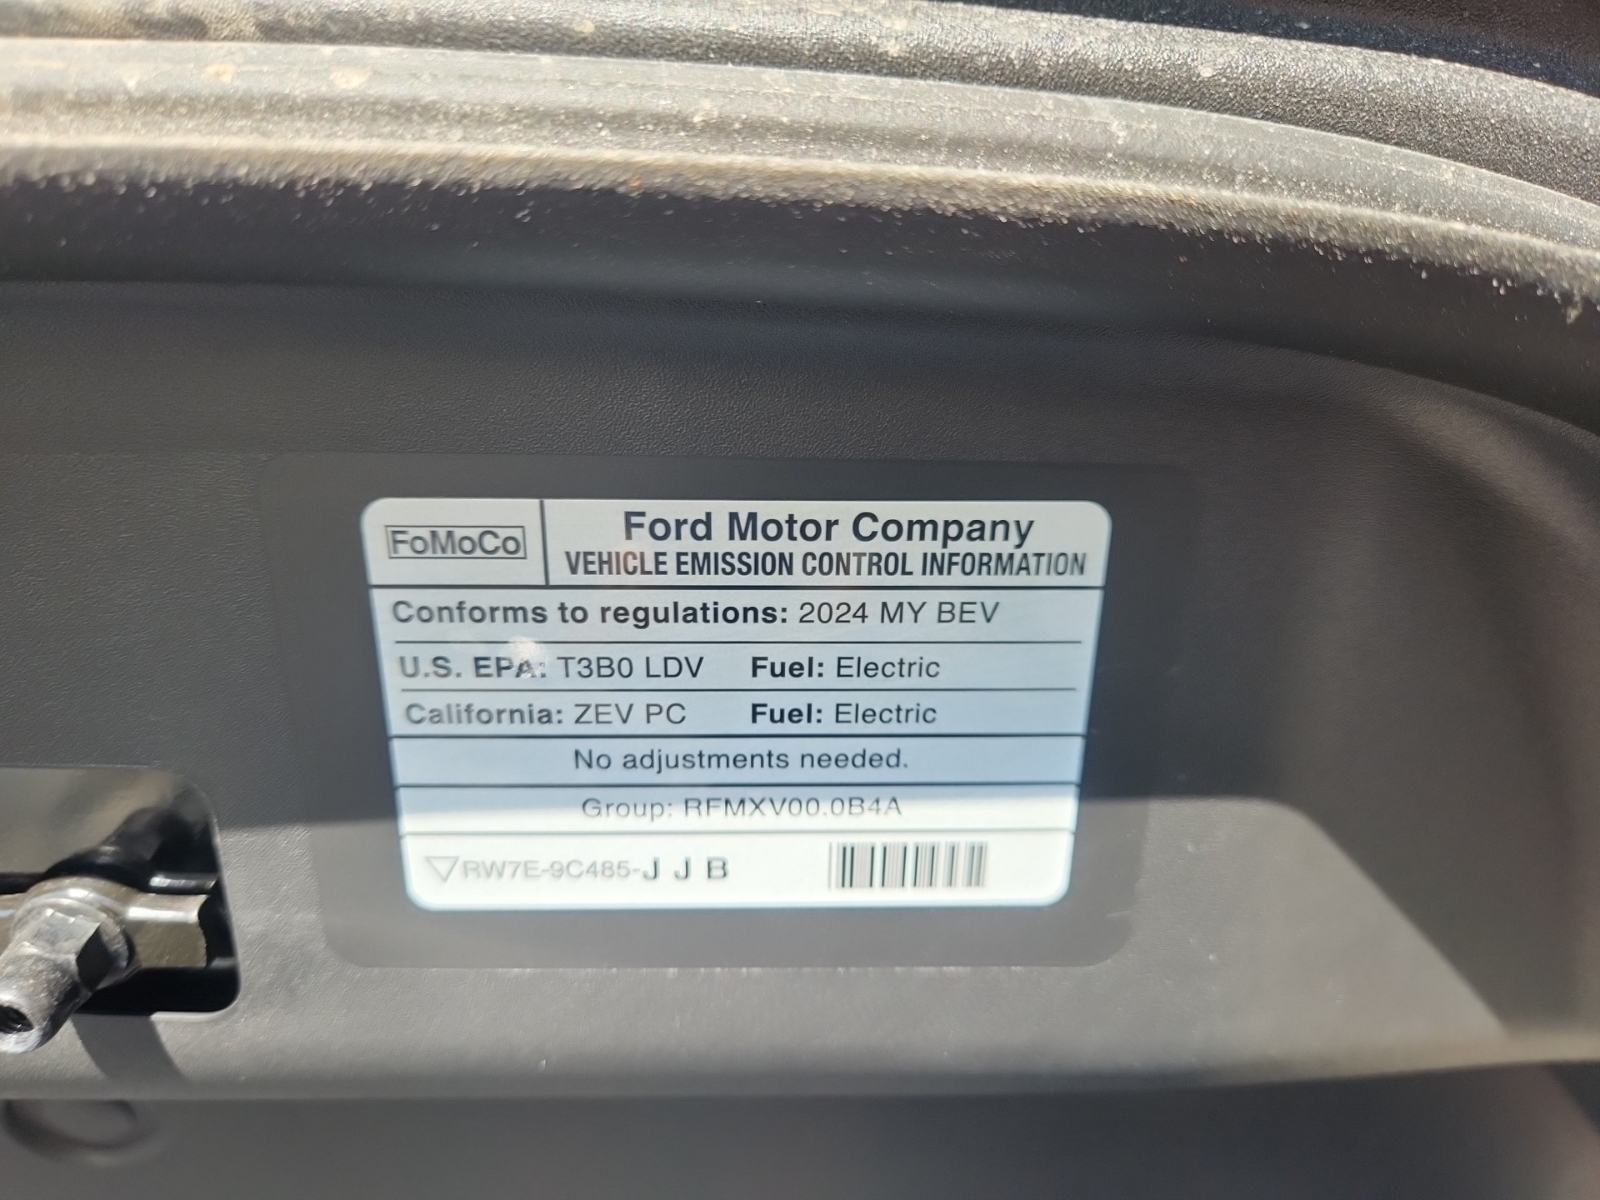 FoMoCo
Ford Motor Company
VEHICLE EMISSION CONTROL INFORMATION
Conforms to regulations: 2024 MY BEV
U.S. EPA: T3B0 LDV Fuel: Electric
California: ZEV PC Fuel: Electric
No adjustments needed.
Group: RFMXV00.0B4A
▽RW7E-9C485-J J B